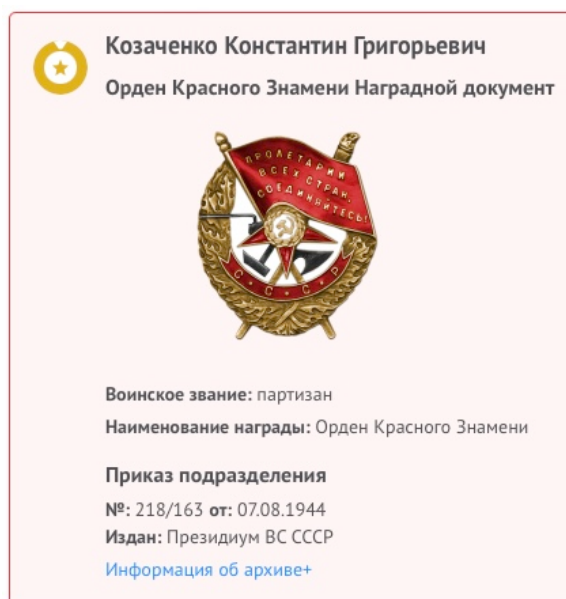 Козаченко Константин Григорьевич
Орден Красного Знамени Наградной документ
ПРОЛЕТАРИИ
ВСЕХ СТРАН,
СОЕДИНЯЙТЕСЬ!
С С С Р
Воинское звание: партизан
Наименование награды: Орден Красного Знамени
Приказ подразделения
№: 218/163 от: 07.08.1944
Издан: Президиум ВС СССР
Информация об архиве+